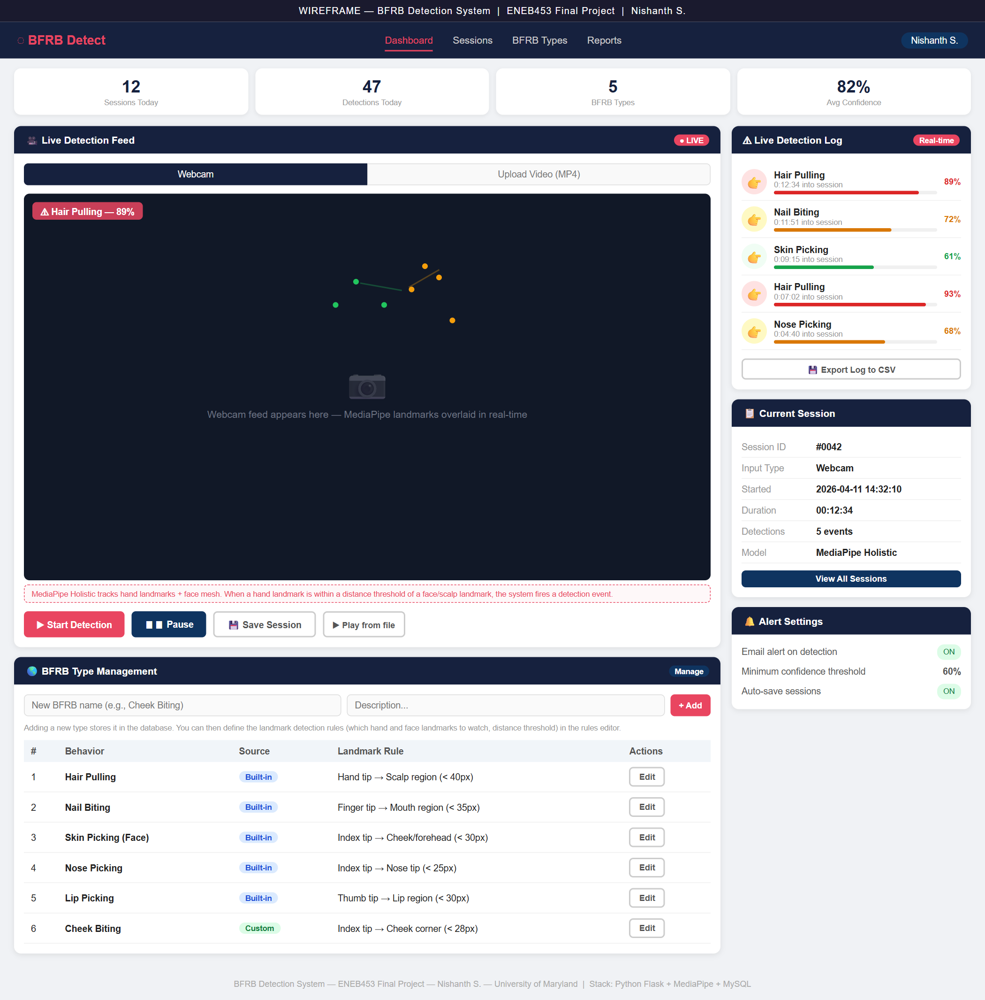 WIREFRAME — BFRB Detection System | ENEB453 Final Project | Nishanth S.
BFRB Detect
Dashboard
Sessions
BFRB Types
Reports
Nishanth S.
12
Sessions Today
47
Detections Today
5
BFRB Types
82%
Avg Confidence
Live Detection Feed
● LIVE
Webcam
Upload Video (MP4)
⚠ Hair Pulling — 89%
Webcam feed appears here — MediaPipe landmarks overlaid in real-time
MediaPipe Holistic tracks hand landmarks + face mesh. When a hand landmark is within a distance threshold of a face/scalp landmark, the system fires a detection event.
▶ Start Detection
Pause
Save Session
▶ Play from file
BFRB Type Management
Manage
New BFRB name (e.g., Cheek Biting)
Description...
+ Add
Adding a new type stores it in the database. You can then define the landmark detection rules (which hand and face landmarks to watch, distance threshold) in the rules editor.
# Behavior Source Landmark Rule Actions
1 Hair Pulling Built-in Hand tip → Scalp region (< 40px) Edit
2 Nail Biting Built-in Finger tip → Mouth region (< 35px) Edit
3 Skin Picking (Face) Built-in Index tip → Cheek/forehead (< 30px) Edit
4 Nose Picking Built-in Index tip → Nose tip (< 25px) Edit
5 Lip Picking Built-in Thumb tip → Lip region (< 30px) Edit
6 Cheek Biting Custom Index tip → Cheek corner (< 28px) Edit
⚠ Live Detection Log
Real-time
Hair Pulling
0:12:34 into session
89%
Nail Biting
0:11:51 into session
72%
Skin Picking
0:09:15 into session
61%
Hair Pulling
0:07:02 into session
93%
Nose Picking
0:04:40 into session
68%
Export Log to CSV
Current Session
Session ID #0042
Input Type Webcam
Started 2026-04-11 14:32:10
Duration 00:12:34
Detections 5 events
Model MediaPipe Holistic
View All Sessions
Alert Settings
Email alert on detection ON
Minimum confidence threshold 60%
Auto-save sessions ON
BFRB Detection System — ENEB453 Final Project — Nishanth S. — University of Maryland | Stack: Python Flask + MediaPipe + MySQL